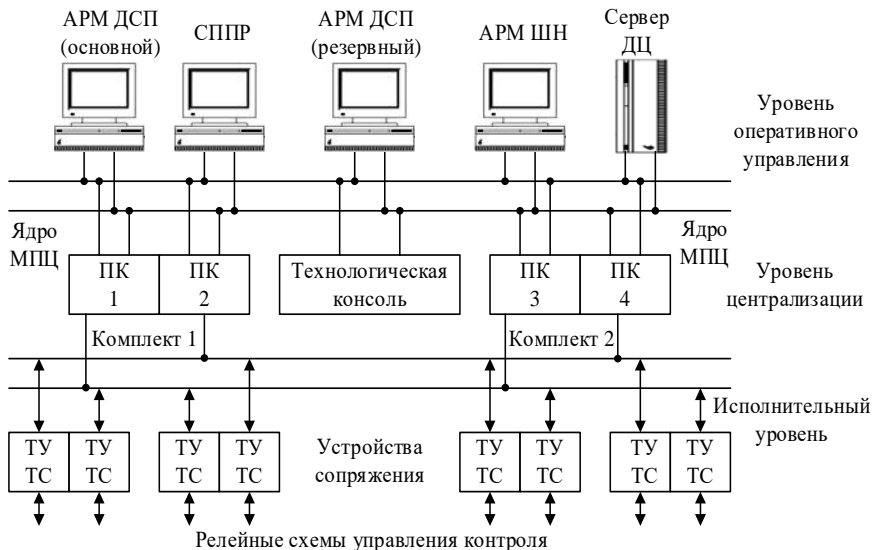 АРМ ДСП
(основной)
СППР
АРМ ДСП
(резервный)
АРМ ШН
Сервер
ДЦ
Уровень
оперативного
управления
Ядро
МПЦ
ПК
1
ПК
2
Технологическая
консоль
ПК
3
ПК
4
Ядро
МПЦ
Уровень
централизации
Комплект 1
Комплект 2
Исполнительный
уровень
ТУ
ТС
ТУ
ТС
ТУ
ТС
ТУ
ТС
Устройства
сопряжения
ТУ
ТС
ТУ
ТС
ТУ
ТС
ТУ
ТС
Релейные схемы управления контроля